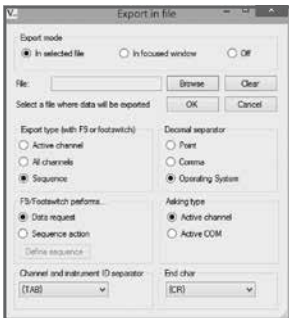 Export in file
Export mode
In selected file
In focused window
Off
File:
Browse
Clear
Select a file where data will be exported
OK
Cancel
Export type (with FS or footswitch)
Decimal separator
Active channel
Point
All channels
Comma
Sequence
Operating System
FS/Footswitch performs...
Asking type
Data request
Active channel
Sequence action
Active COM
Define sequence
Channel and instrument ID separator
End char
{TAB}
{CR}